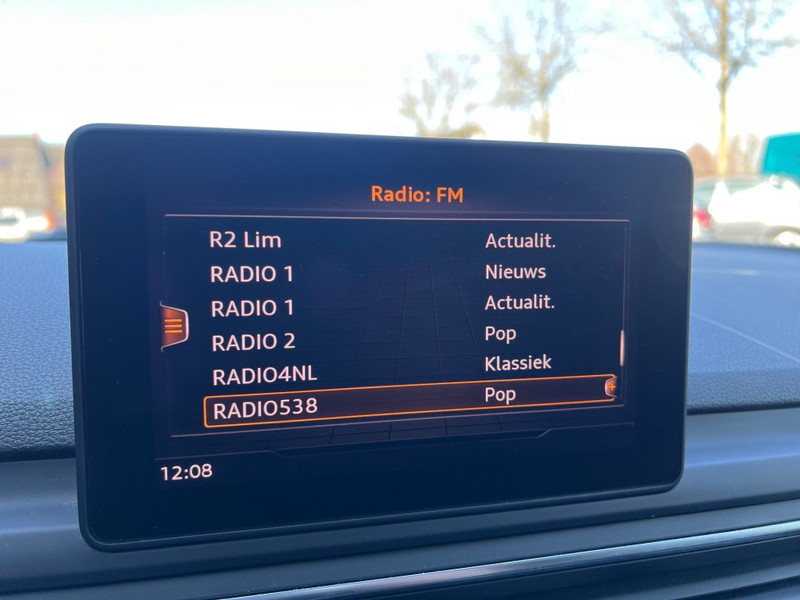 Radio: FM
R2 Lim Actualit.
RADIO 1 Nieuws
RADIO 1 Actualit.
RADIO 2 Pop
RADIO4NL Klassiek
RADIO538 Pop
12:08